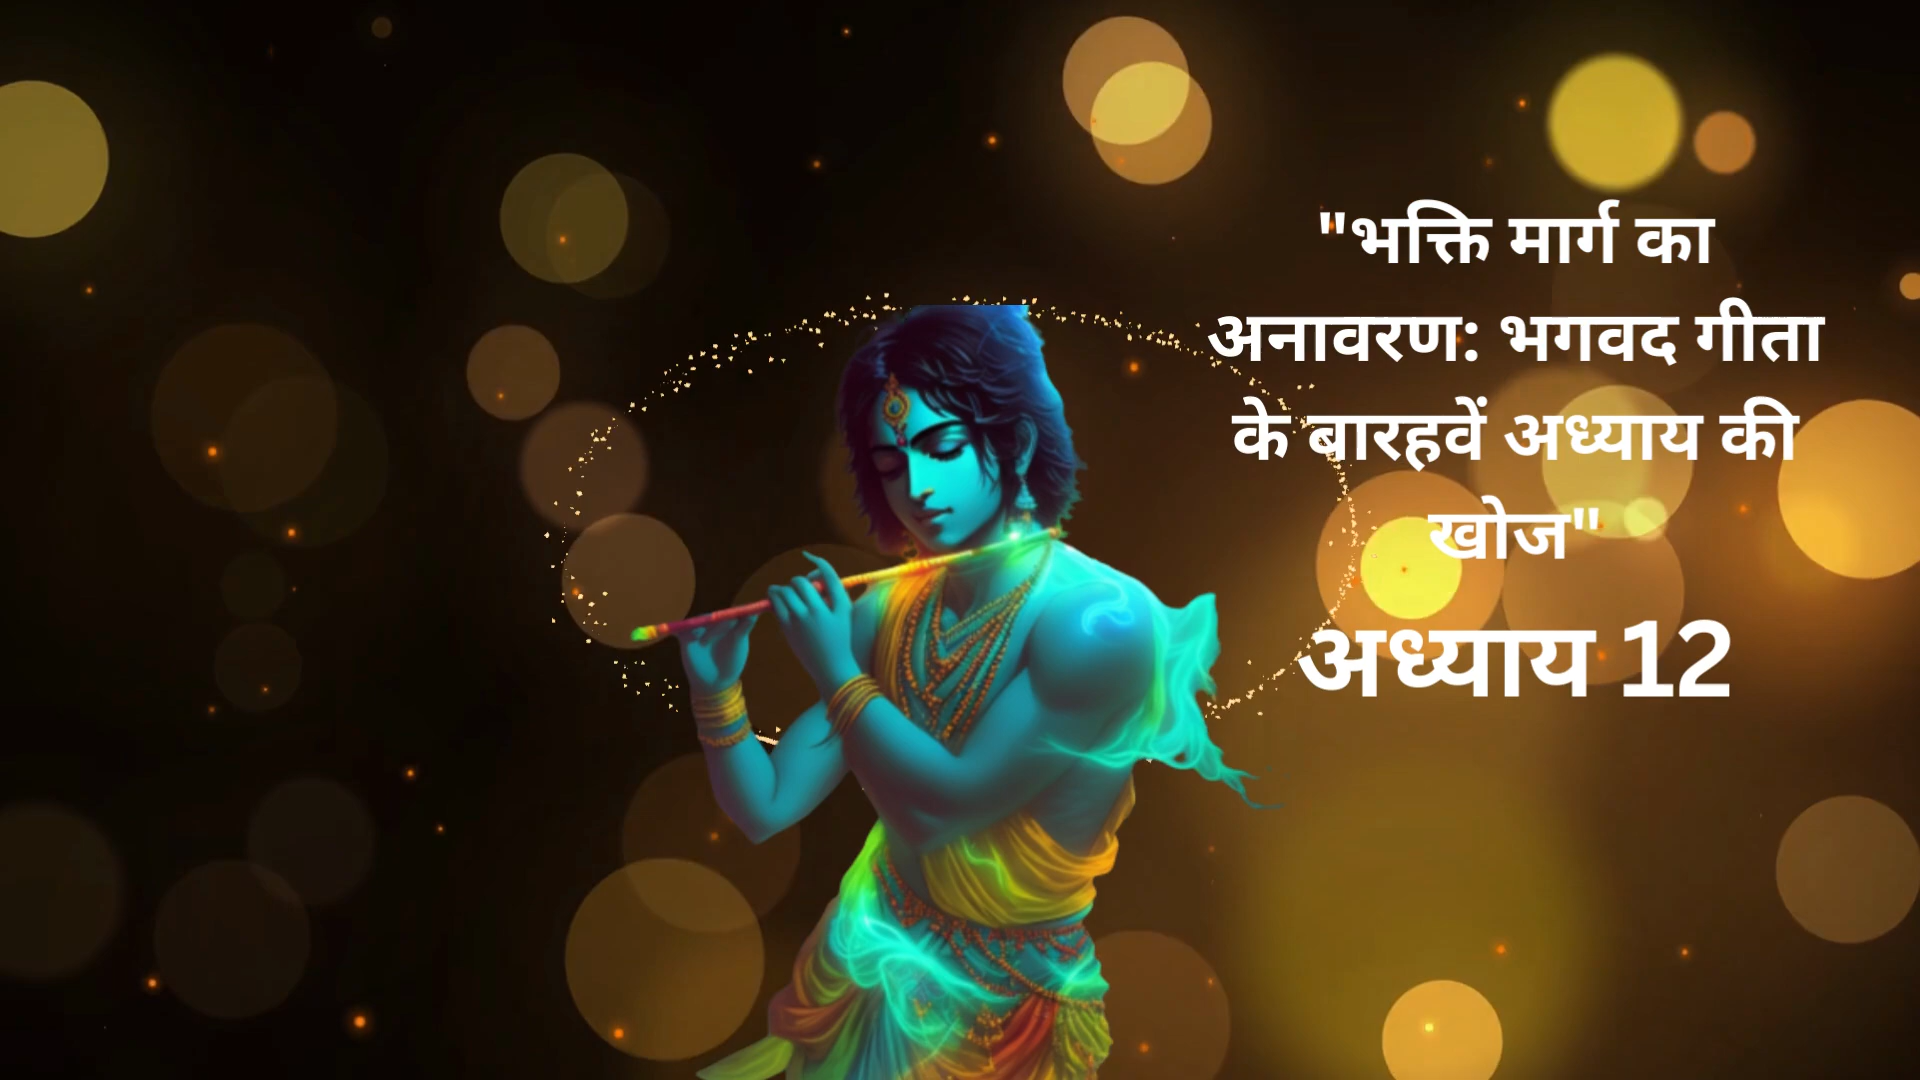 "भक्ति मार्ग का
अनावरण: भगवद गीता
के बारहवें अध्याय की
खोज"
अध्याय 12